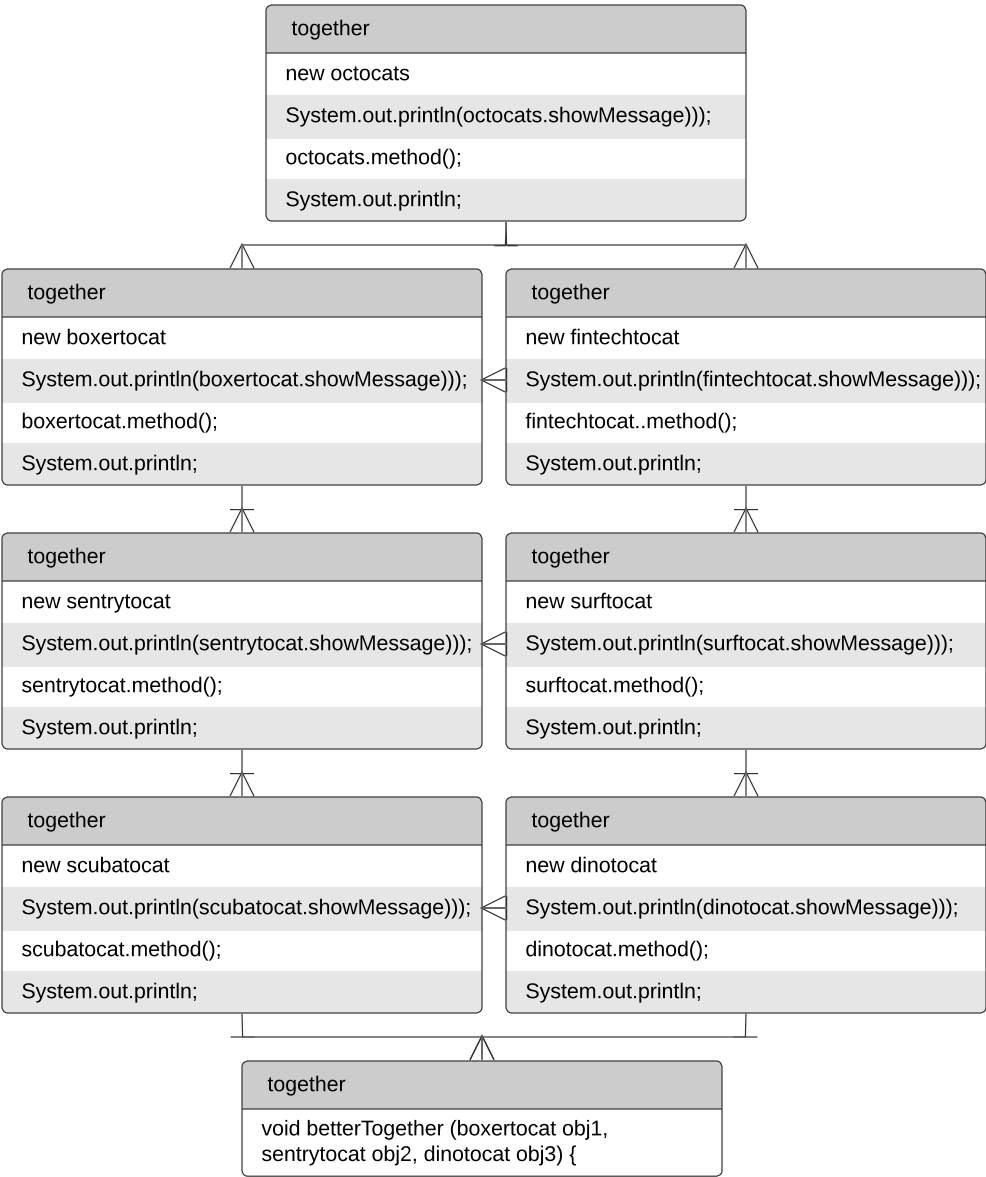 together
new octocats
System.out.println(octocats.showMessage)));
octocats.method();
System.out.println;
together
new boxertocat
System.out.println(boxertocat.showMessage)));
boxertocat.method();
System.out.println;
together
new fintechtocat
System.out.println(fintechtocat.showMessage)));
fintechtocat..method();
System.out.println;
together
new sentrytocat
System.out.println(sentrytocat.showMessage)));
sentrytocat.method();
System.out.println;
together
new surftocat
System.out.println(surftocat.showMessage)));
surftocat.method();
System.out.println;
together
new scubatocat
System.out.println(scubatocat.showMessage)));
scubatocat.method();
System.out.println;
together
new dinotocat
System.out.println(dinotocat.showMessage)));
dinotocat.method();
System.out.println;
together
void betterTogether (boxertocat obj1,
sentrytocat obj2, dinotocat obj3) {